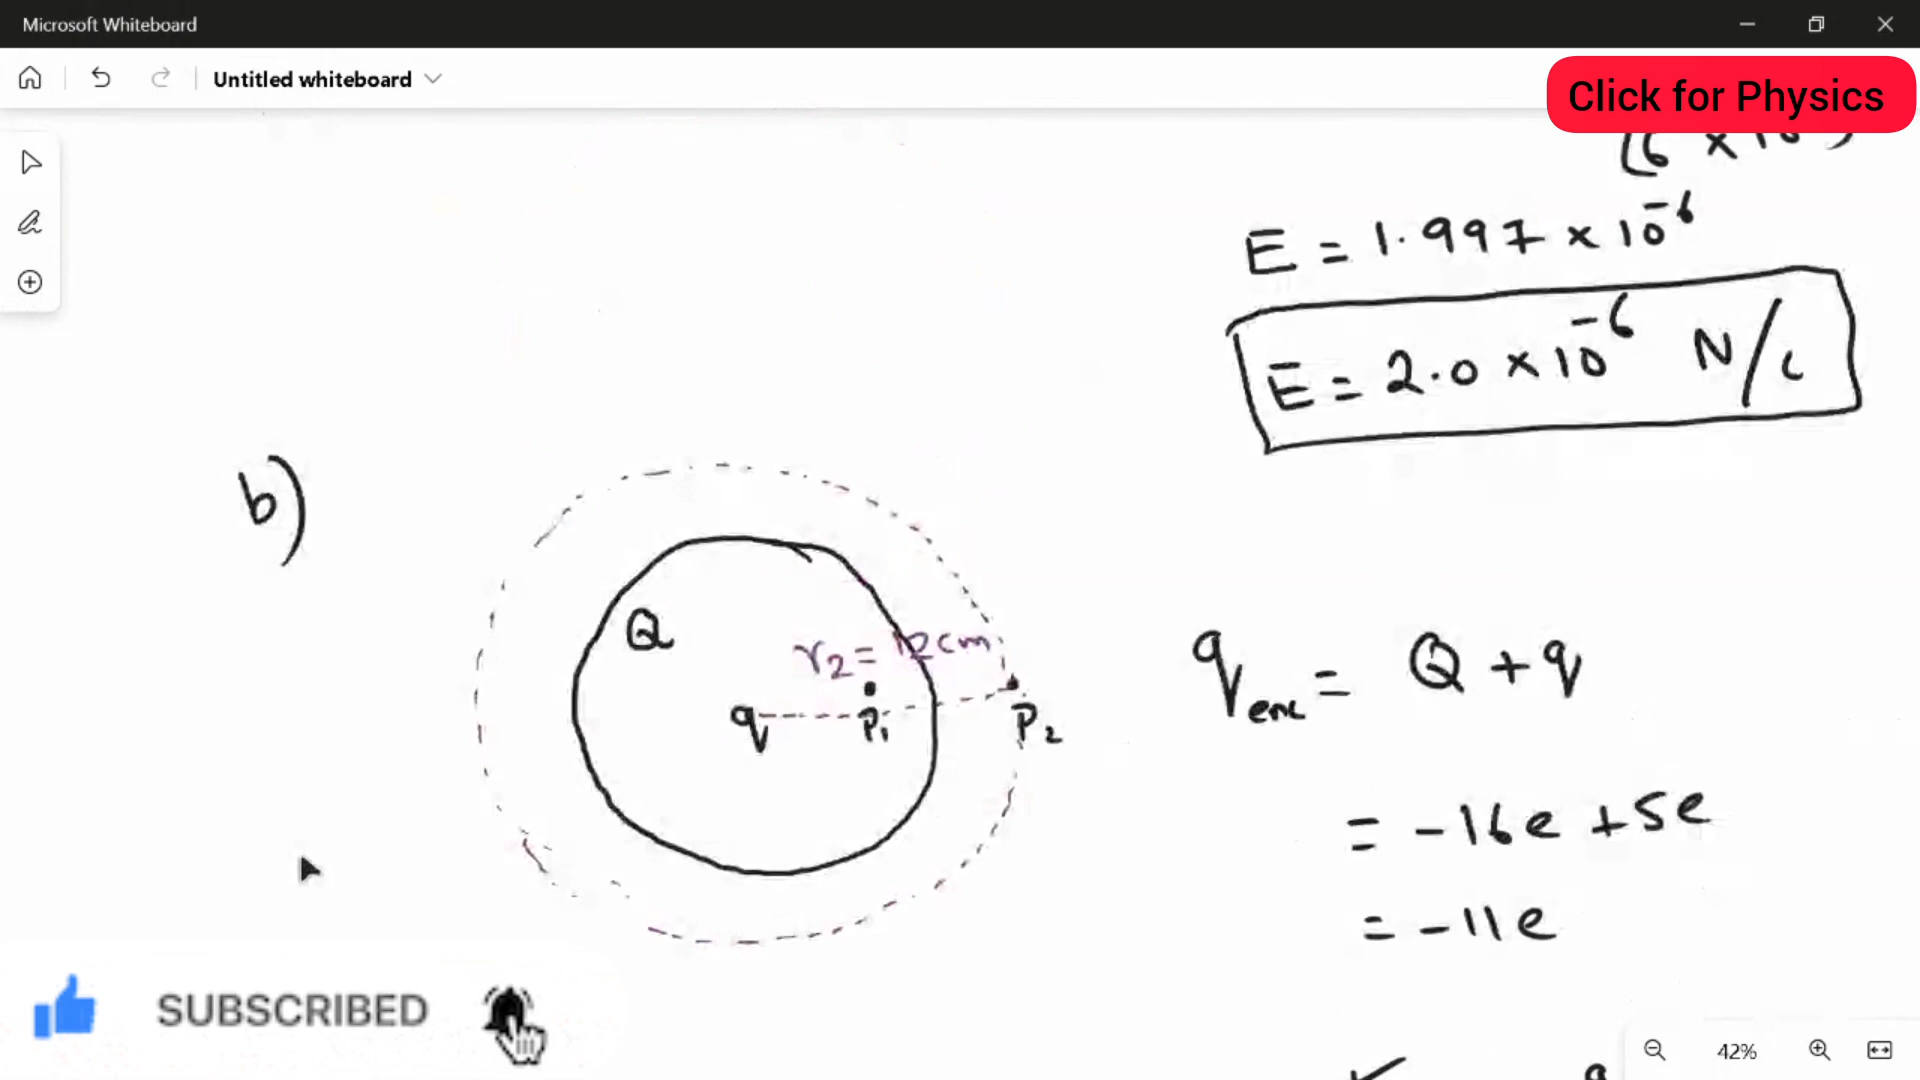 Microsoft Whiteboard
Untitled whiteboard
Click for Physics
E = 1.997 × 10⁻⁶
E = 2.0 × 10⁻⁶ N/C
b)
Q
r₂ = 12cm
q
P₁
P₂
q_enc = Q + q
= -16e + 5e
= -11e
SUBSCRIBED
42%